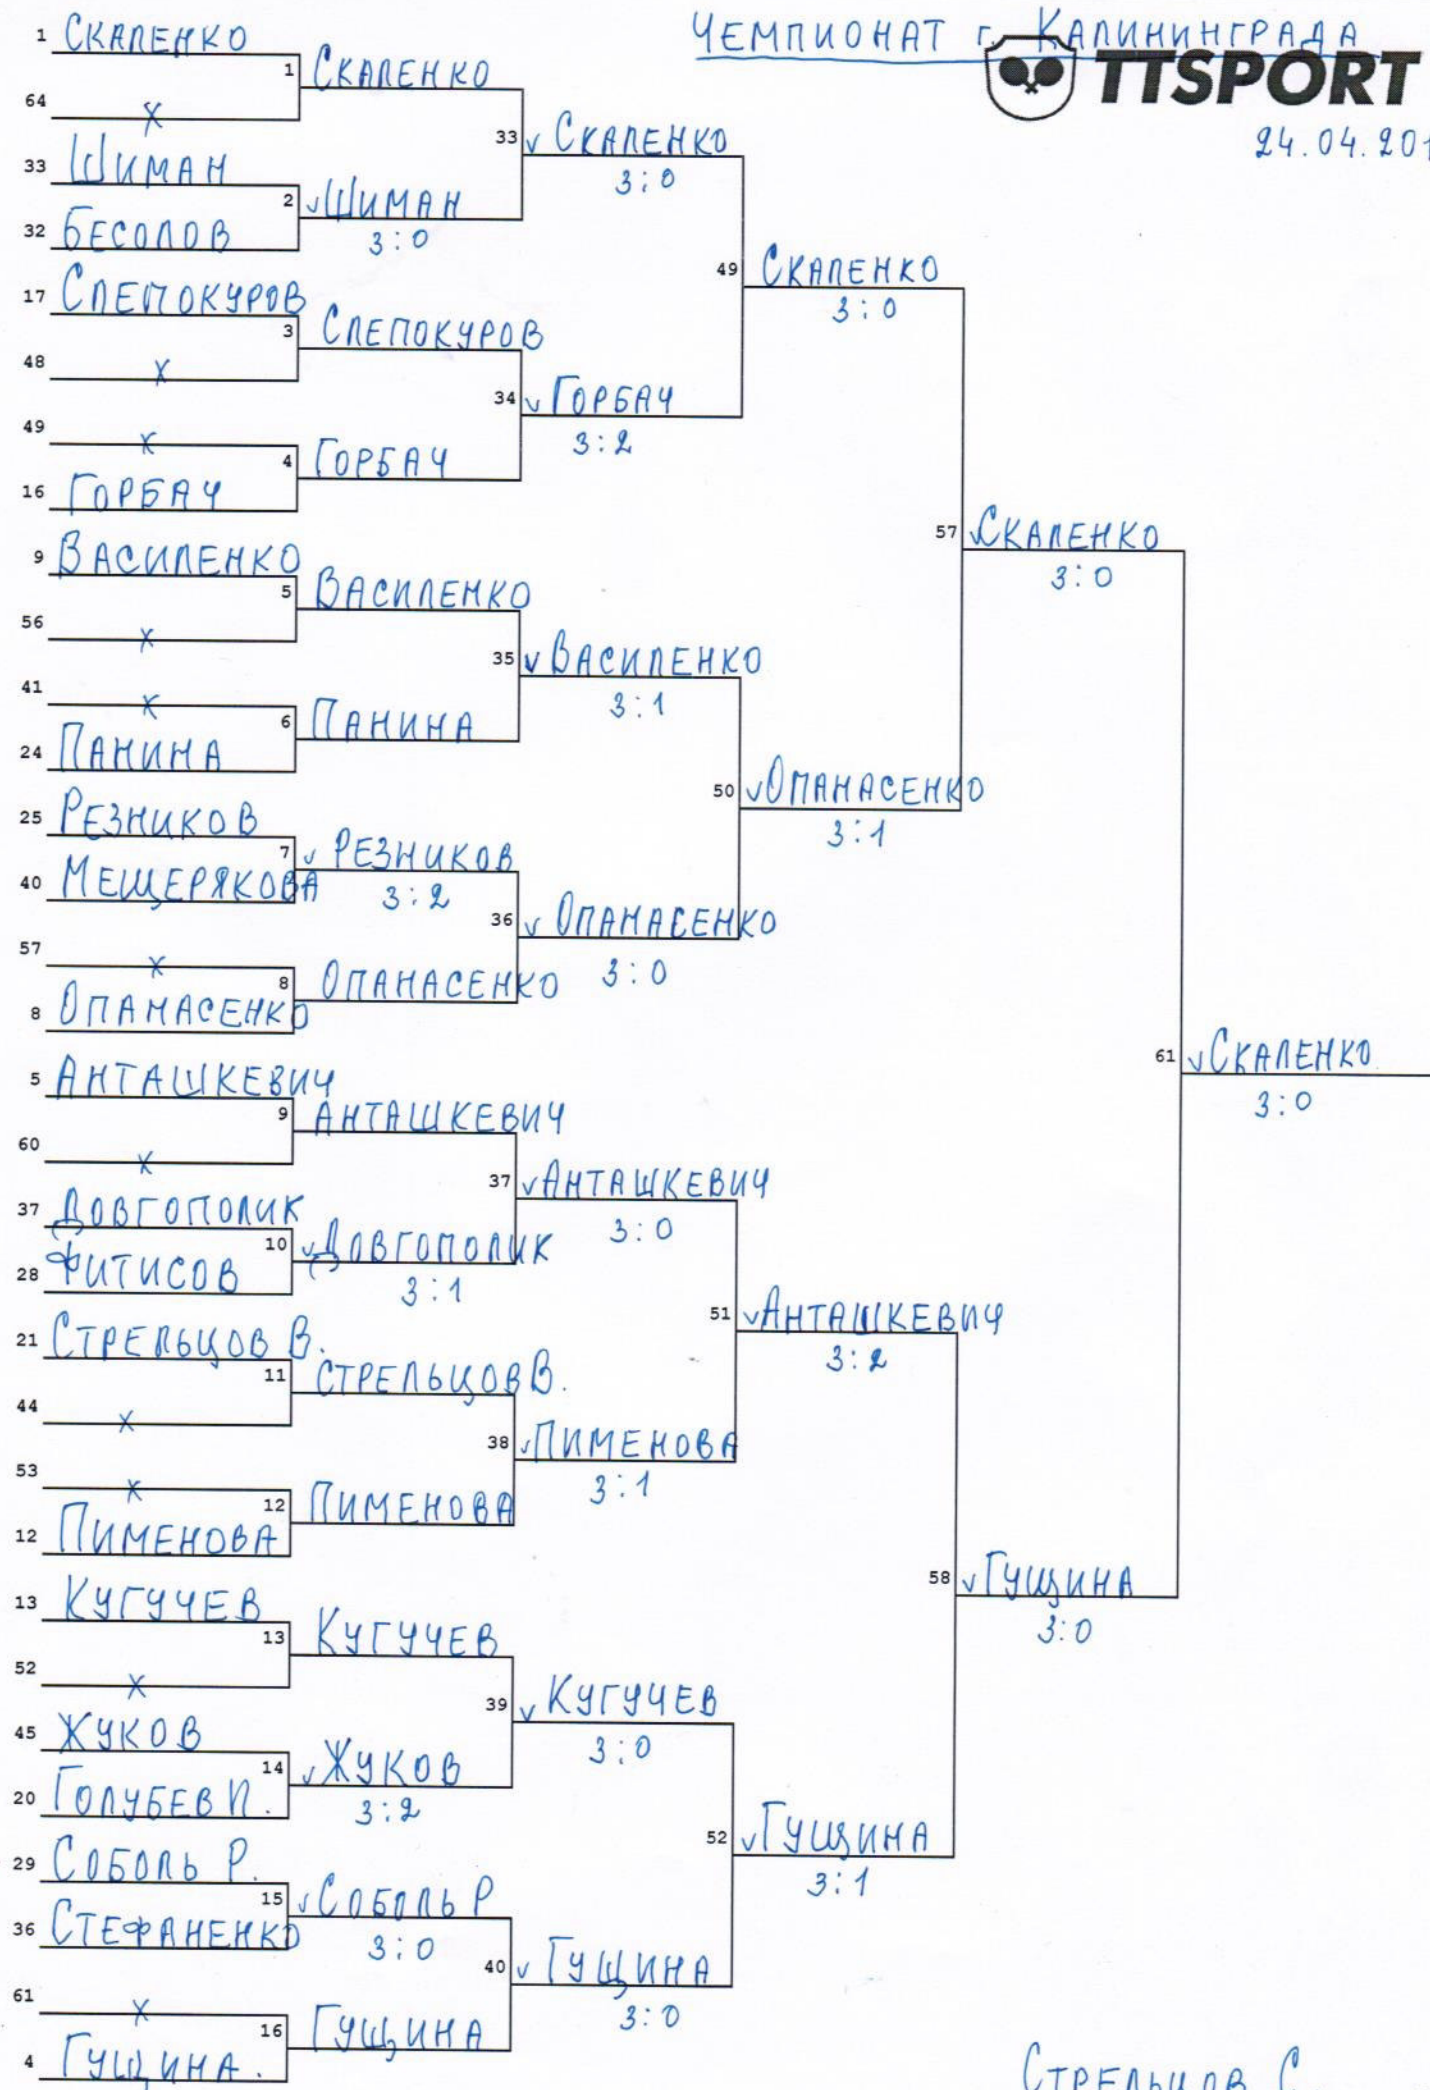 ЧЕМПИОНАТ г. КАЛИНИНГРАДА
TTSPORT
24.04.201
1 СКАЛЕНКО
1 СКАЛЕНКО
64 X
33 СКАЛЕНКО
3:0
33 ШИМАН
2 ШИМАН
3:0
32 БЕСОЛОВ
49 СКАЛЕНКО
3:0
17 СЛЕПОКУРОВ
3 СЛЕПОКУРОВ
48 X
34 ГОРБАЧ
3:2
49 X
4 ГОРБАЧ
16 ГОРБАЧ
57 СКАЛЕНКО
3:0
9 ВАСИЛЕНКО
5 ВАСИЛЕНКО
56 X
35 ВАСИЛЕНКО
3:1
41 X
6 ПАНИНА
24 ПАНИНА
50 ОПАНАСЕНКО
3:1
25 РЕЗНИКОВ
7 РЕЗНИКОВ
3:2
40 МЕЩЕРЯКОВА
36 ОПАНАСЕНКО
3:0
57 X
8 ОПАНАСЕНКО
8 ОПАНАСЕНКО
61 СКАЛЕНКО
3:0
5 АНТАШКЕВИЧ
9 АНТАШКЕВИЧ
60 X
37 АНТАШКЕВИЧ
3:0
37 ДОВГОПОЛИК
10 ДОВГОПОЛИК
3:1
28 ФИТИСОВ
51 АНТАШКЕВИЧ
3:2
21 СТРЕЛЬЦОВ В.
11 СТРЕЛЬЦОВ В.
44 X
38 ПИМЕНОВА
3:1
53 X
12 ПИМЕНОВА
12 ПИМЕНОВА
58 ГУЩИНА
3:0
13 КУГУЧЕВ
13 КУГУЧЕВ
52 X
39 КУГУЧЕВ
3:0
45 ЖУКОВ
14 ЖУКОВ
3:2
20 ГОЛУБЕВ П.
52 ГУЩИНА
3:1
29 СОБОЛЬ Р.
15 СОБОЛЬ Р
3:0
36 СТЕФАНЕНКО
40 ГУЩИНА
3:0
61 X
16 ГУЩИНА
4 ГУЩИНА.
СТРЕЛЬЦОВ С